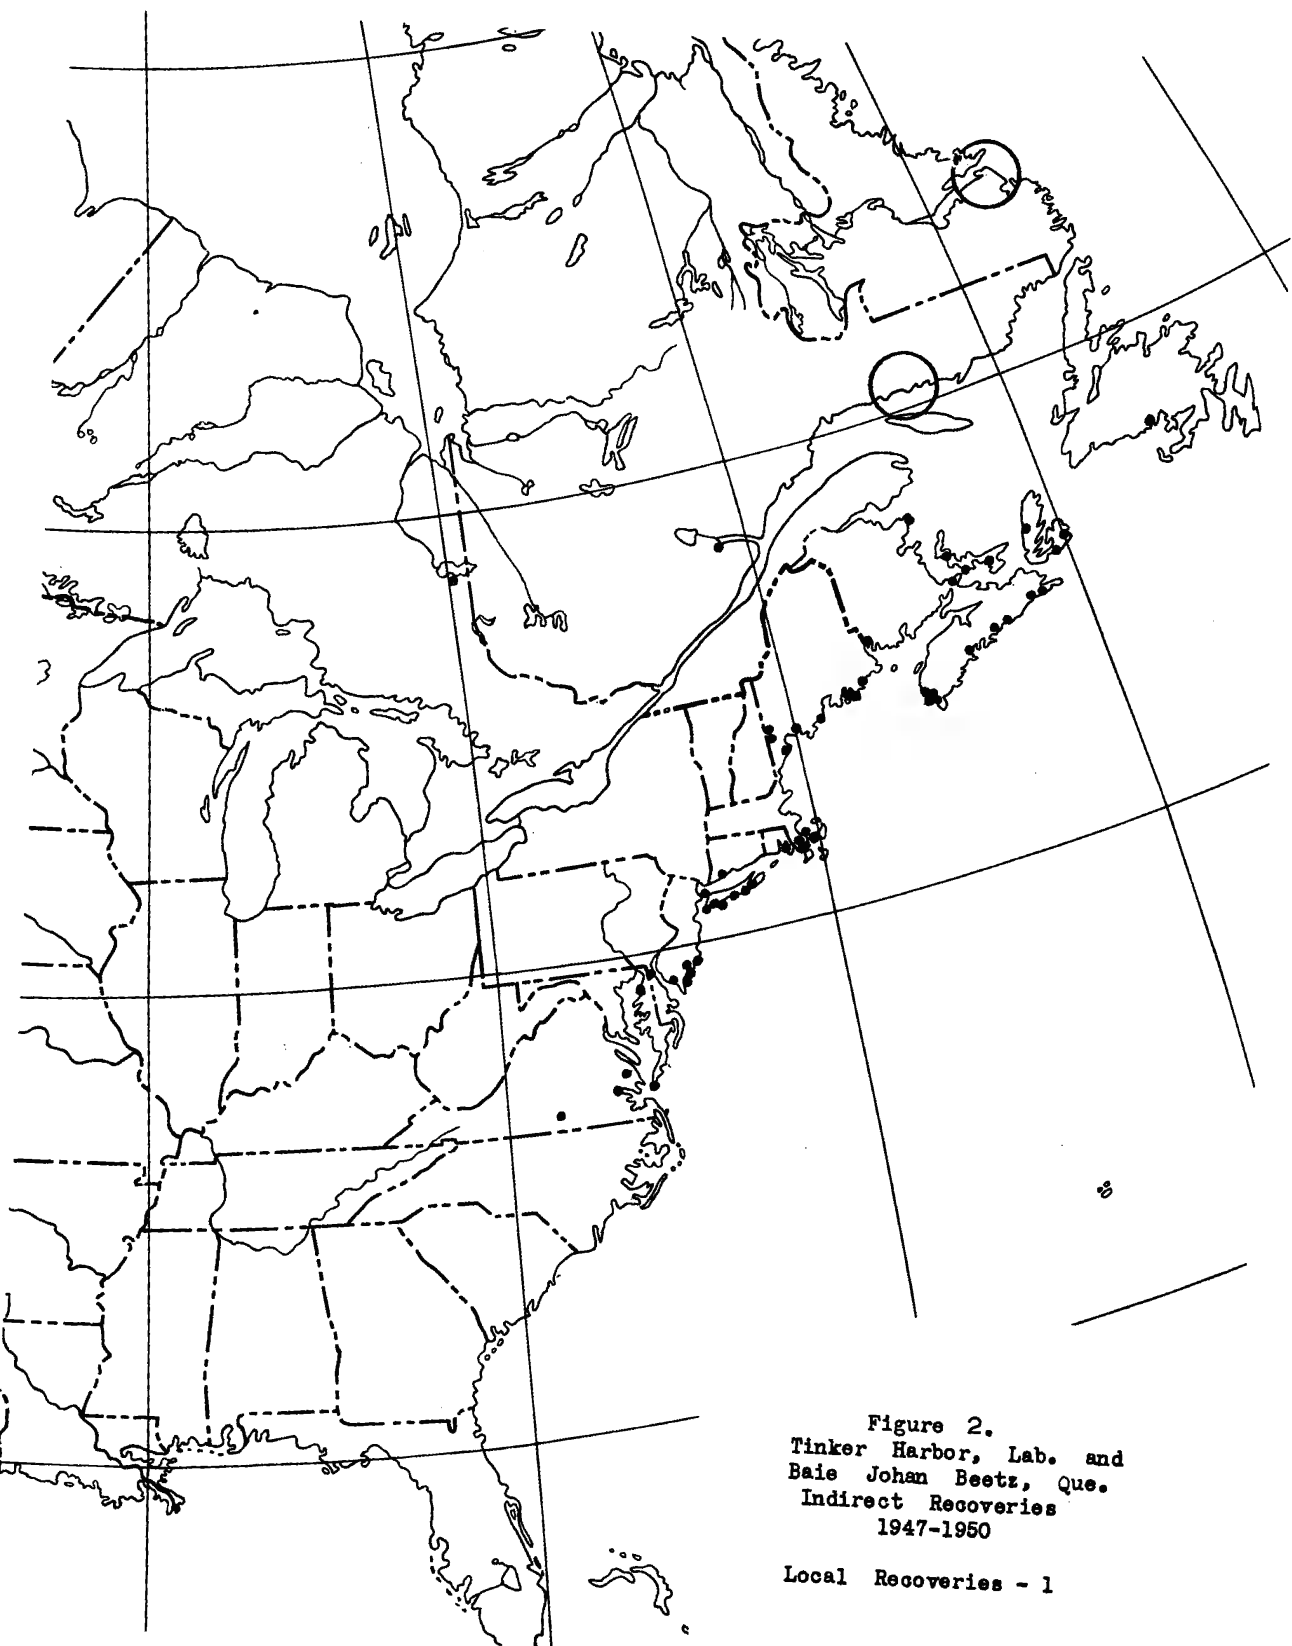 Figure 2.
Tinker Harbor, Lab. and
Baie Johan Beetz, Que.
Indirect Recoveries
1947-1950
Local Recoveries - 1